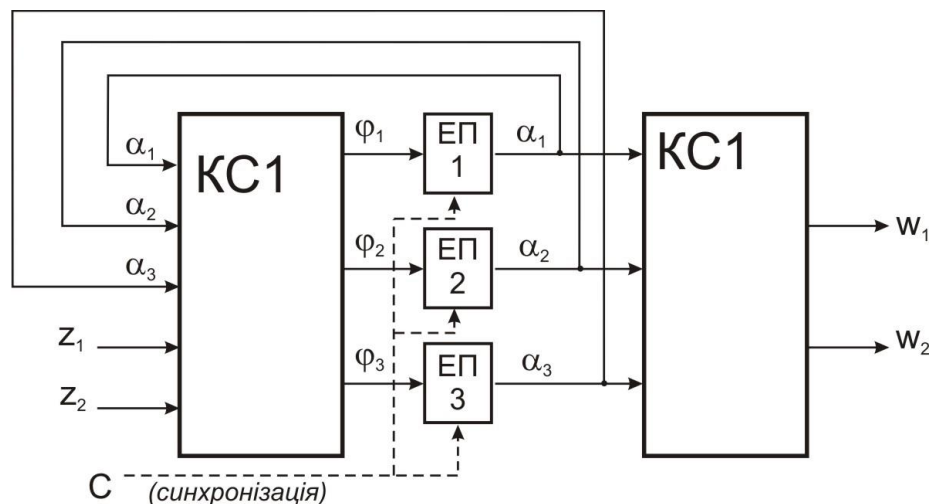 α₁
α₂
α₃
z₁
z₂
КС1
φ₁
φ₂
φ₃
ЕП
1
ЕП
2
ЕП
3
α₁
α₂
α₃
КС1
w₁
w₂
C (синхронізація)